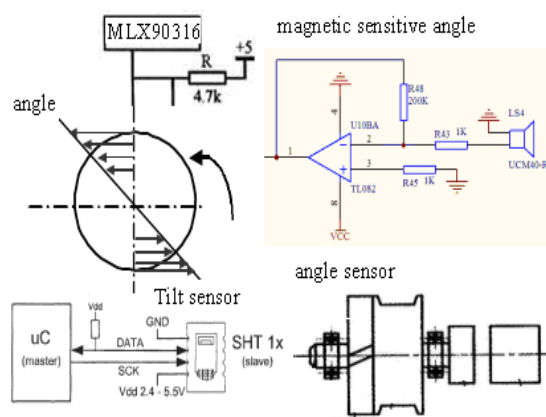 MLX90316
R
4.7k
+5
angle
magnetic sensitive angle
R48
200K
4
U10BA
1
2
3
TL082
8
VCC
R43 1K
R45 1K
LS4
UCM40-R
Tilt sensor
angle sensor
uC
(master)
Vdd
DATA
SCK
GND
Vdd 2.4 - 5.5V
SHT 1x
(slave)